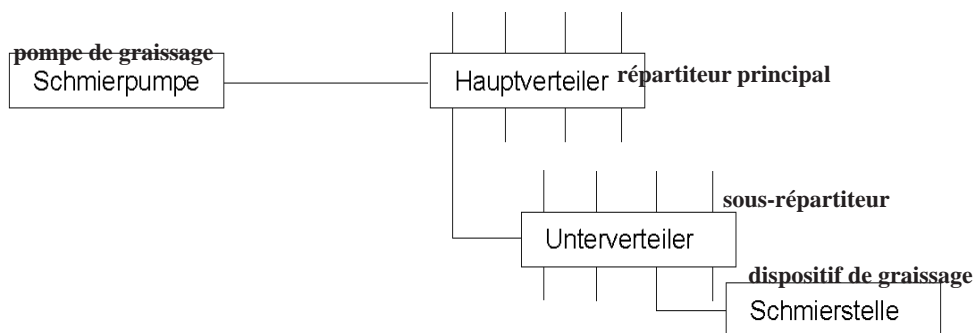 pompe de graissage
Schmierpumpe
Hauptverteiler
répartiteur principal
sous-répartiteur
Unterverteiler
dispositif de graissage
Schmierstelle